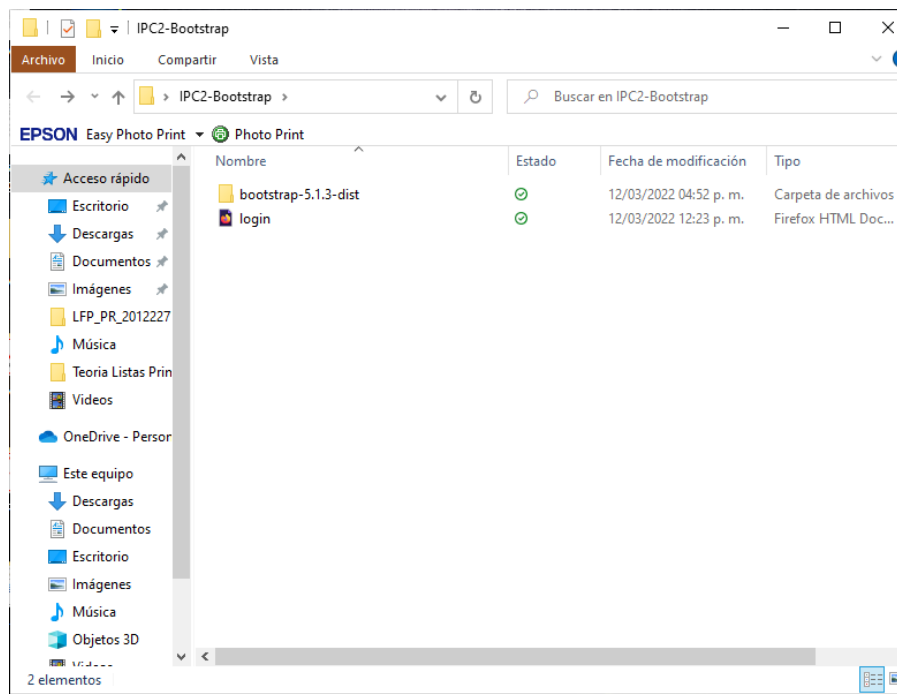 IPC2-Bootstrap
Archivo Inicio Compartir Vista
IPC2-Bootstrap
Buscar en IPC2-Bootstrap
EPSON Easy Photo Print Photo Print
Nombre Estado Fecha de modificación Tipo
Acceso rápido
Escritorio
Descargas
Documentos
Imágenes
LFP_PR_2012227
Música
Teoria Listas Prin
Videos
OneDrive - Person
Este equipo
Descargas
Documentos
Escritorio
Imágenes
Música
Objetos 3D
Videos
bootstrap-5.1.3-dist 12/03/2022 04:52 p. m. Carpeta de archivos
login 12/03/2022 12:23 p. m. Firefox HTML Doc...
2 elementos